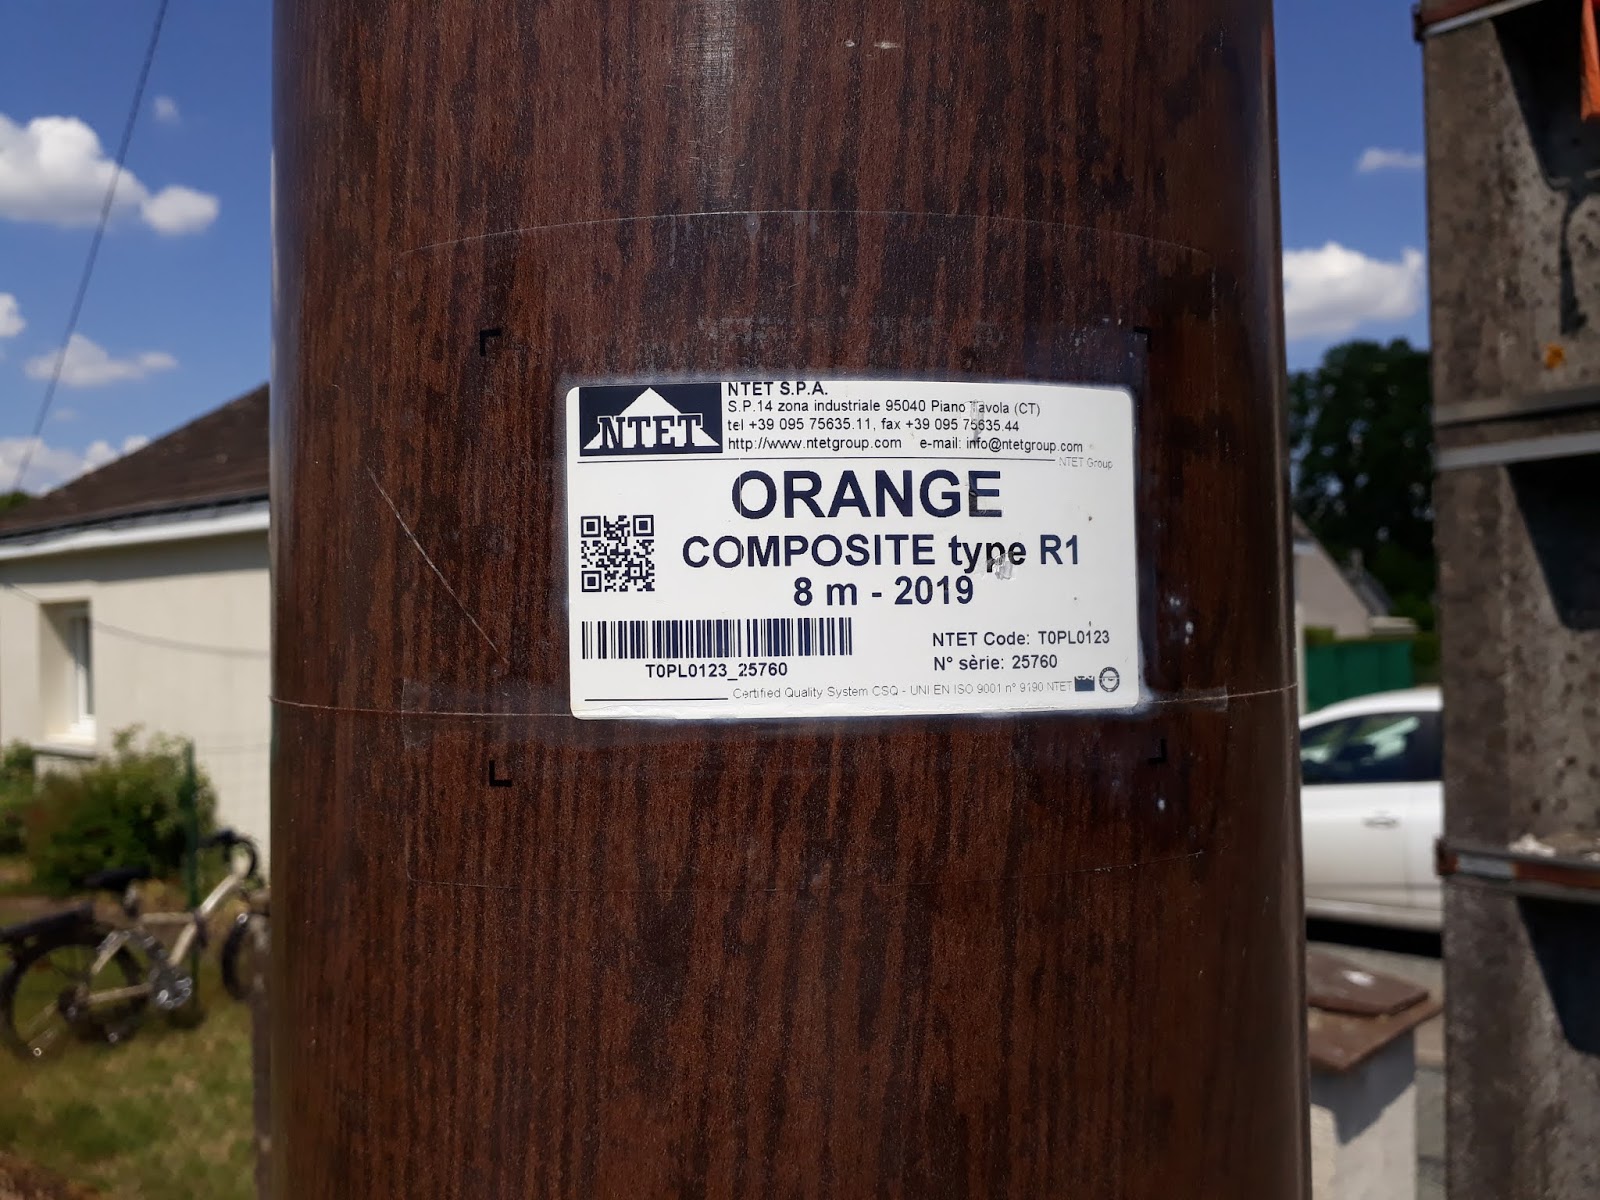 NTET
NTET S.P.A.
S.P.14 zona industriale 95040 Piano Tavola (CT)
tel +39 095 75635.11, fax +39 095 75635.44
http://www.ntetgroup.com e-mail: info@ntetgroup.com
NTET Group
ORANGE
COMPOSITE type R1
8 m - 2019
NTET Code: T0PL0123
N° sèrie: 25760
T0PL0123_25760
Certified Quality System CSQ - UNI EN ISO 9001 n° 9190 NTET